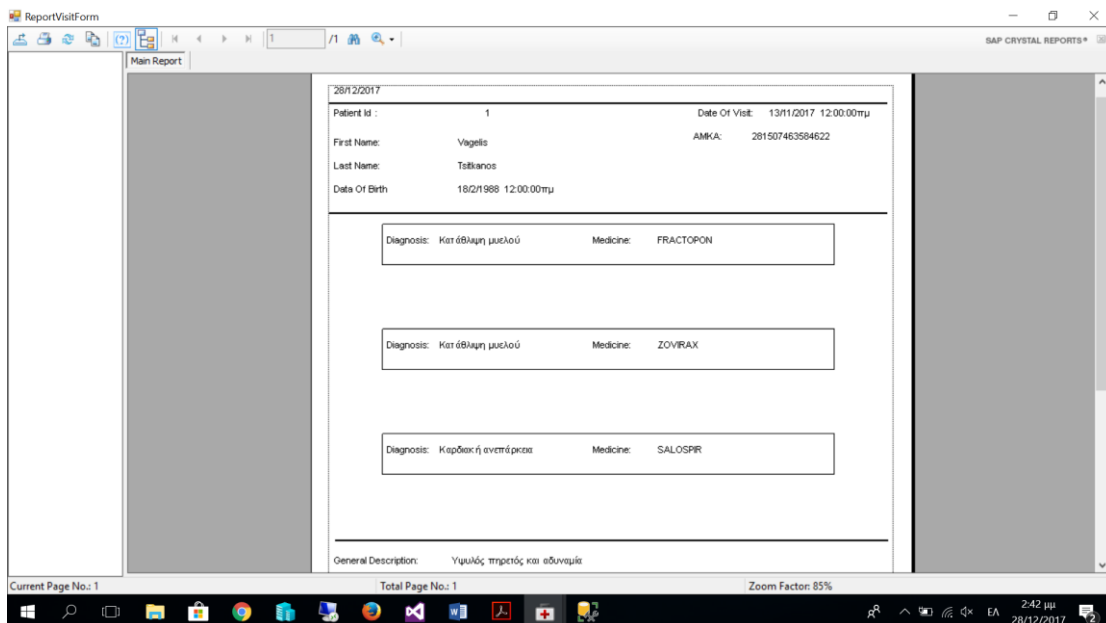 ReportVisitForm
1 /1 SAP CRYSTAL REPORTS®
Main Report
28/12/2017
Patient Id : 1 Date Of Visit: 13/11/2017 12:00:00πμ
First Name: Vagelis AMKA: 281507463584622
Last Name: Tsitkanos
Data Of Birth 18/2/1988 12:00:00πμ
Diagnosis: Κατάθλιψη μυελού Medicine: FRACTOPON
Diagnosis: Κατάθλιψη μυελού Medicine: ZOVIRAX
Diagnosis: Καρδιακή ανεπάρκεια Medicine: SALOSPIR
General Description: Υψυλός πηρετός και αδυναμία
Current Page No.: 1 Total Page No.: 1 Zoom Factor: 85%
ΕΛ 2:42 μμ
28/12/2017 2